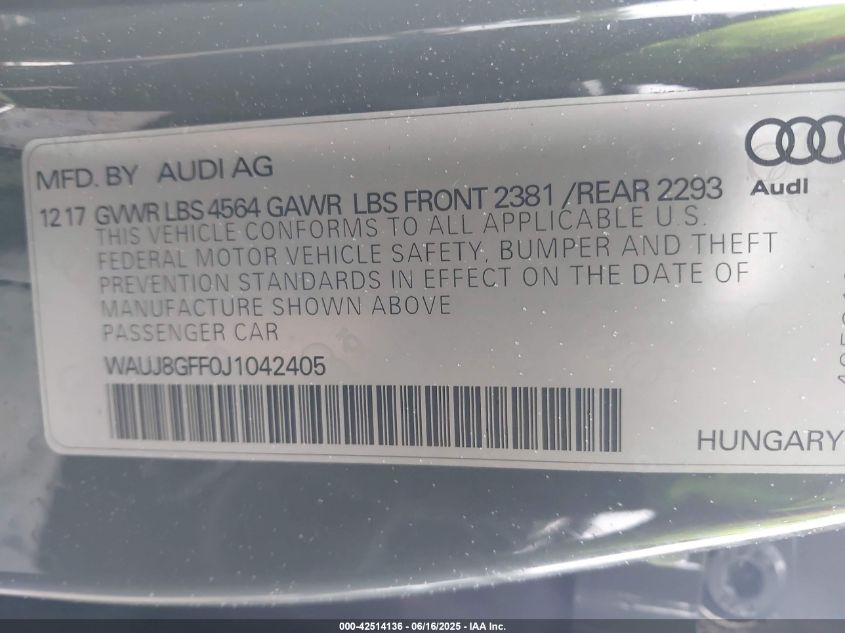 MFD. BY AUDI AG
Audi
12 17 GVWR LBS 4564 GAWR LBS FRONT 2381 /REAR 2293
THIS VEHICLE CONFORMS TO ALL APPLICABLE U.S.
FEDERAL MOTOR VEHICLE SAFETY, BUMPER AND THEFT
PREVENTION STANDARDS IN EFFECT ON THE DATE OF
MANUFACTURE SHOWN ABOVE
PASSENGER CAR
WAUJ8GFF0J1042405
HUNGARY
000-42514136 - 06/16/2025 - IAA Inc.